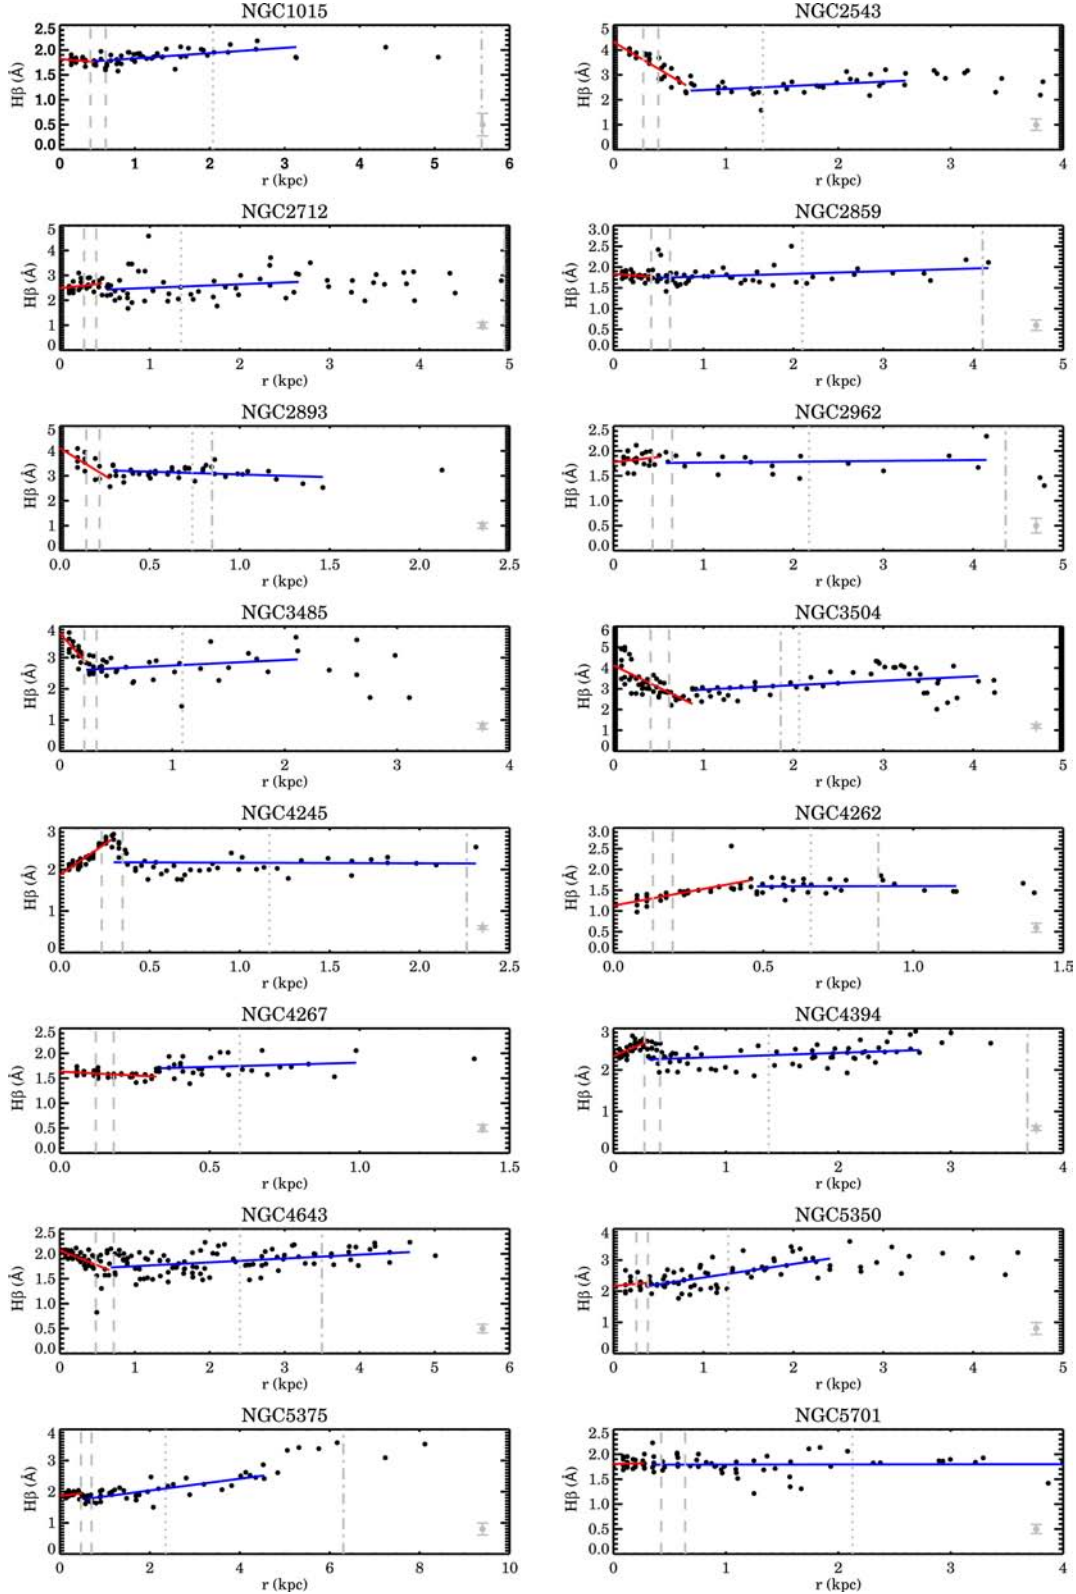 NGC1015
NGC2543
Hβ (Å)
2.5
2.0
1.5
1.0
0.5
0.0
0 1 2 3 4 5 6
r (kpc)
Hβ (Å)
5
4
3
2
1
0
0 1 2 3 4
r (kpc)
NGC2712
NGC2859
Hβ (Å)
5
4
3
2
1
0
0 1 2 3 4 5
r (kpc)
Hβ (Å)
3.0
2.5
2.0
1.5
1.0
0.5
0.0
0 1 2 3 4 5
r (kpc)
NGC2893
NGC2962
Hβ (Å)
5
4
3
2
1
0
0.0 0.5 1.0 1.5 2.0 2.5
r (kpc)
Hβ (Å)
2.5
2.0
1.5
1.0
0.5
0.0
0 1 2 3 4 5
r (kpc)
NGC3485
NGC3504
Hβ (Å)
4
3
2
1
0
0 1 2 3 4
r (kpc)
Hβ (Å)
6
5
4
3
2
1
0
0 1 2 3 4 5
r (kpc)
NGC4245
NGC4262
Hβ (Å)
3
2
1
0
0.0 0.5 1.0 1.5 2.0 2.5
r (kpc)
Hβ (Å)
3.0
2.5
2.0
1.5
1.0
0.5
0.0
0.0 0.5 1.0 1.5
r (kpc)
NGC4267
NGC4394
Hβ (Å)
2.5
2.0
1.5
1.0
0.5
0.0
0.0 0.5 1.0 1.5
r (kpc)
Hβ (Å)
3
2
1
0
0 1 2 3 4
r (kpc)
NGC4643
NGC5350
Hβ (Å)
2.5
2.0
1.5
1.0
0.5
0.0
0 1 2 3 4 5 6
r (kpc)
Hβ (Å)
4
3
2
1
0
0 1 2 3 4 5
r (kpc)
NGC5375
NGC5701
Hβ (Å)
4
3
2
1
0
0 2 4 6 8 10
r (kpc)
Hβ (Å)
2.5
2.0
1.5
1.0
0.5
0.0
0 1 2 3 4
r (kpc)